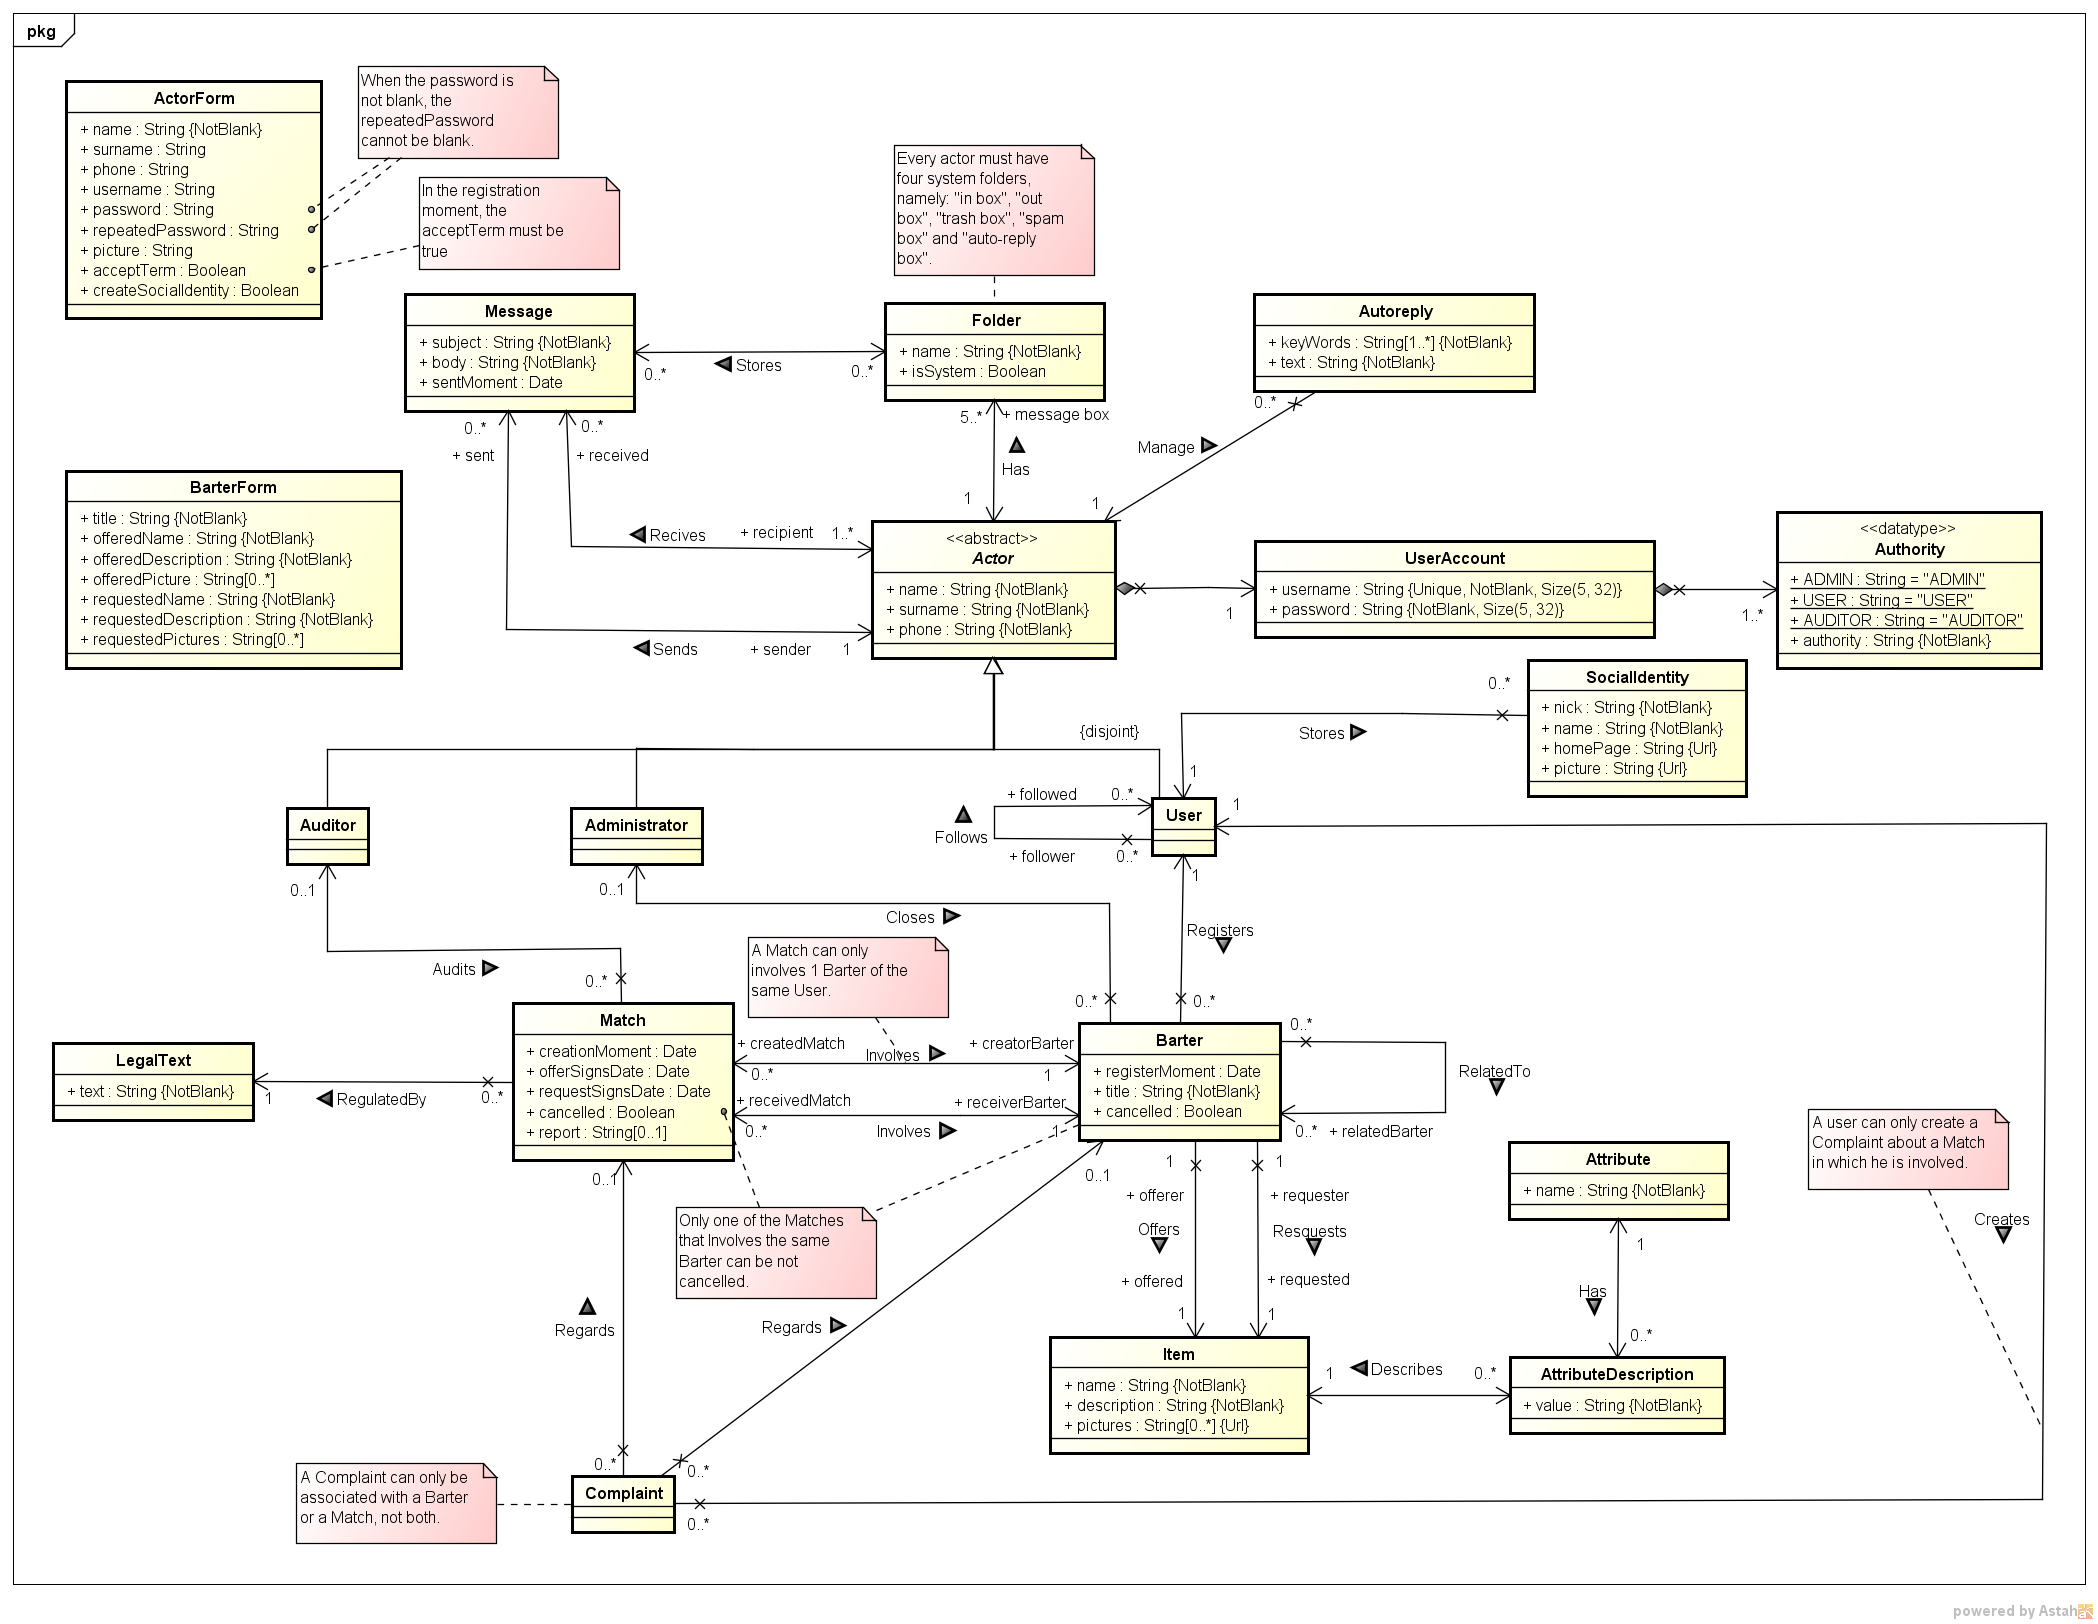 pkg
ActorForm
+ name : String {NotBlank}
+ surname : String
+ phone : String
+ username : String
+ password : String
+ repeatedPassword : String
+ picture : String
+ acceptTerm : Boolean
+ createSocialIdentity : Boolean
When the password is
not blank, the
repeatedPassword
cannot be blank.
In the registration
moment, the
acceptTerm must be
true
Every actor must have
four system folders,
namely: "in box", "out
box", "trash box", "spam
box" and "auto-reply
box".
Message
+ subject : String {NotBlank}
+ body : String {NotBlank}
+ sentMoment : Date
0..*
Stores
0..*
Folder
+ name : String {NotBlank}
+ isSystem : Boolean
Autoreply
+ keyWords : String[1..*] {NotBlank}
+ text : String {NotBlank}
0..*
+ sent
0..*
+ received
5..*
+ message box
Has
1
0..*
Manage
1
BarterForm
+ title : String {NotBlank}
+ offeredName : String {NotBlank}
+ offeredDescription : String {NotBlank}
+ offeredPicture : String[0..*]
+ requestedName : String {NotBlank}
+ requestedDescription : String {NotBlank}
+ requestedPictures : String[0..*]
Recives
+ recipient
1..*
Sends
+ sender
1
<<abstract>>
Actor
+ name : String {NotBlank}
+ surname : String {NotBlank}
+ phone : String {NotBlank}
1
UserAccount
+ username : String {Unique, NotBlank, Size(5, 32)}
+ password : String {NotBlank, Size(5, 32)}
1..*
<<datatype>>
Authority
+ ADMIN : String = "ADMIN"
+ USER : String = "USER"
+ AUDITOR : String = "AUDITOR"
+ authority : String {NotBlank}
SocialIdentity
+ nick : String {NotBlank}
+ name : String {NotBlank}
+ homePage : String {Url}
+ picture : String {Url}
0..*
Stores
1
{disjoint}
Auditor
Administrator
User
+ followed
0..*
Follows
+ follower
0..*
1
0..1
0..1
1
Closes
Registers
Audits
0..*
0..*
0..*
A Match can only
involves 1 Barter of the
same User.
Match
+ creationMoment : Date
+ offerSignsDate : Date
+ requestSignsDate : Date
+ cancelled : Boolean
+ report : String[0..1]
LegalText
+ text : String {NotBlank}
1
RegulatedBy
0..*
+ createdMatch
Involves
+ creatorBarter
0..*
1
+ receivedMatch
+ receiverBarter
0..*
Involves
1
Barter
+ registerMoment : Date
+ title : String {NotBlank}
+ cancelled : Boolean
0..*
RelatedTo
0..*
+ relatedBarter
0..1
0..1
1
1
+ offerer
+ requester
Offers
Resquests
+ offered
+ requested
1
1
Only one of the Matches
that Involves the same
Barter can be not
cancelled.
Attribute
+ name : String {NotBlank}
1
Has
0..*
A user can only create a
Complaint about a Match
in which he is involved.
Creates
Regards
Regards
Item
+ name : String {NotBlank}
+ description : String {NotBlank}
+ pictures : String[0..*] {Url}
1
Describes
0..*
AttributeDescription
+ value : String {NotBlank}
0..*
0..*
A Complaint can only be
associated with a Barter
or a Match, not both.
Complaint
0..*
powered by Astah